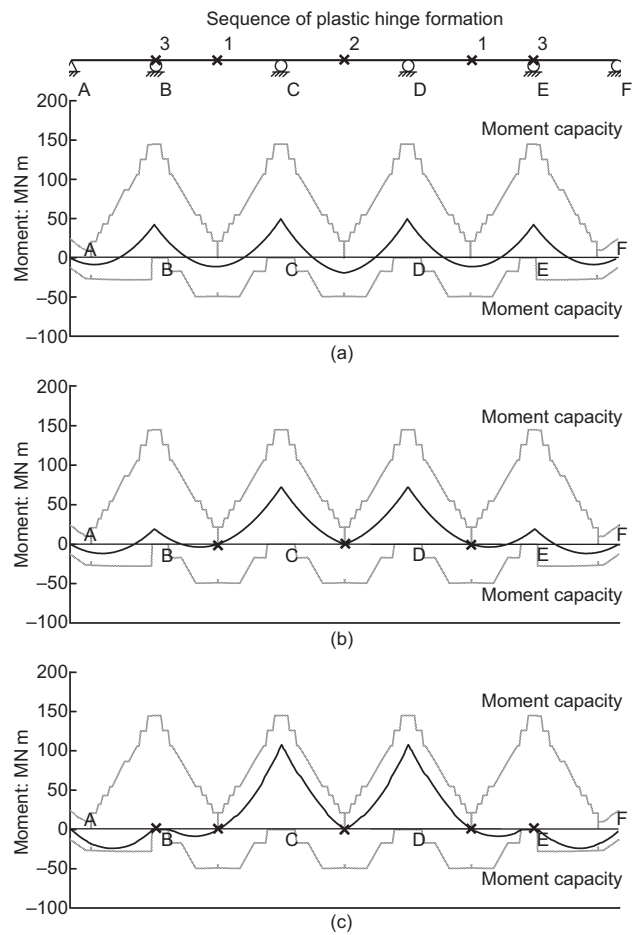 Sequence of plastic hinge formation
3 1 2 1 3
A B C D E F
200
150
100
50
0
–50
–100
Moment: MN m
Moment capacity
A B C D E F
Moment capacity
(a)
200
150
100
50
0
–50
–100
Moment: MN m
Moment capacity
A B C D E F
Moment capacity
(b)
200
150
100
50
0
–50
–100
Moment: MN m
Moment capacity
A B C D E F
Moment capacity
(c)